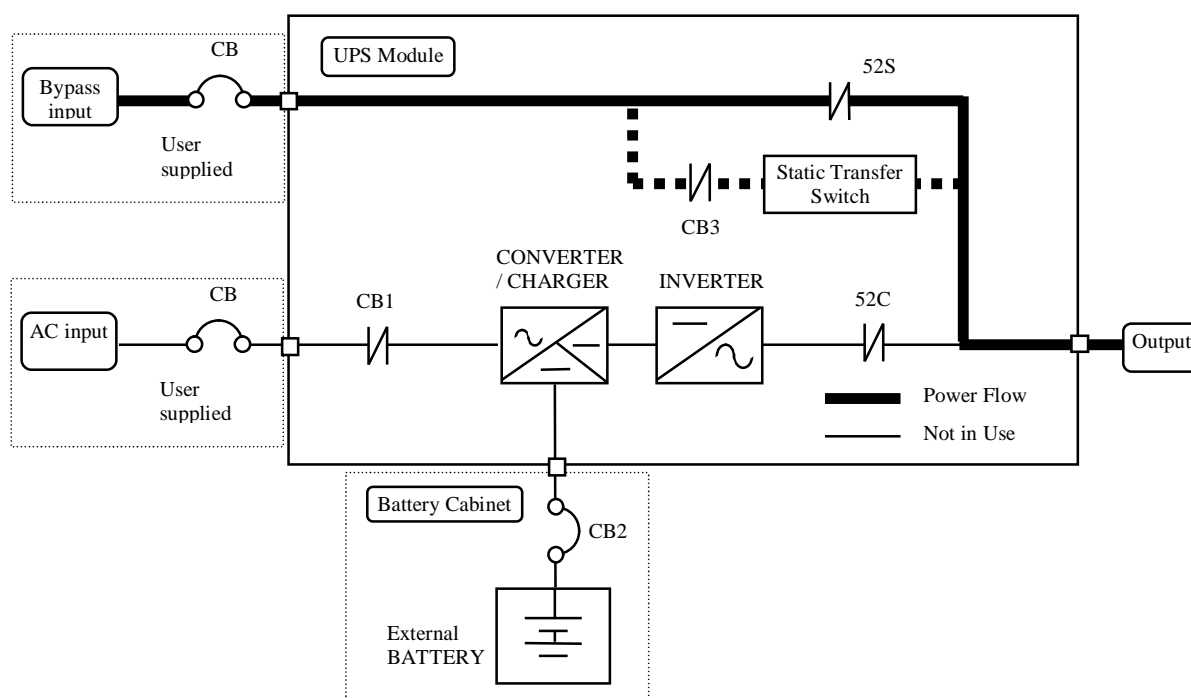 CB
UPS Module
52S
Bypass
input
User
supplied
Static Transfer
Switch
CB3
CONVERTER
/ CHARGER
INVERTER
CB
CB1
52C
AC input
Output
User
supplied
Power Flow
Not in Use
Battery Cabinet
CB2
External
BATTERY